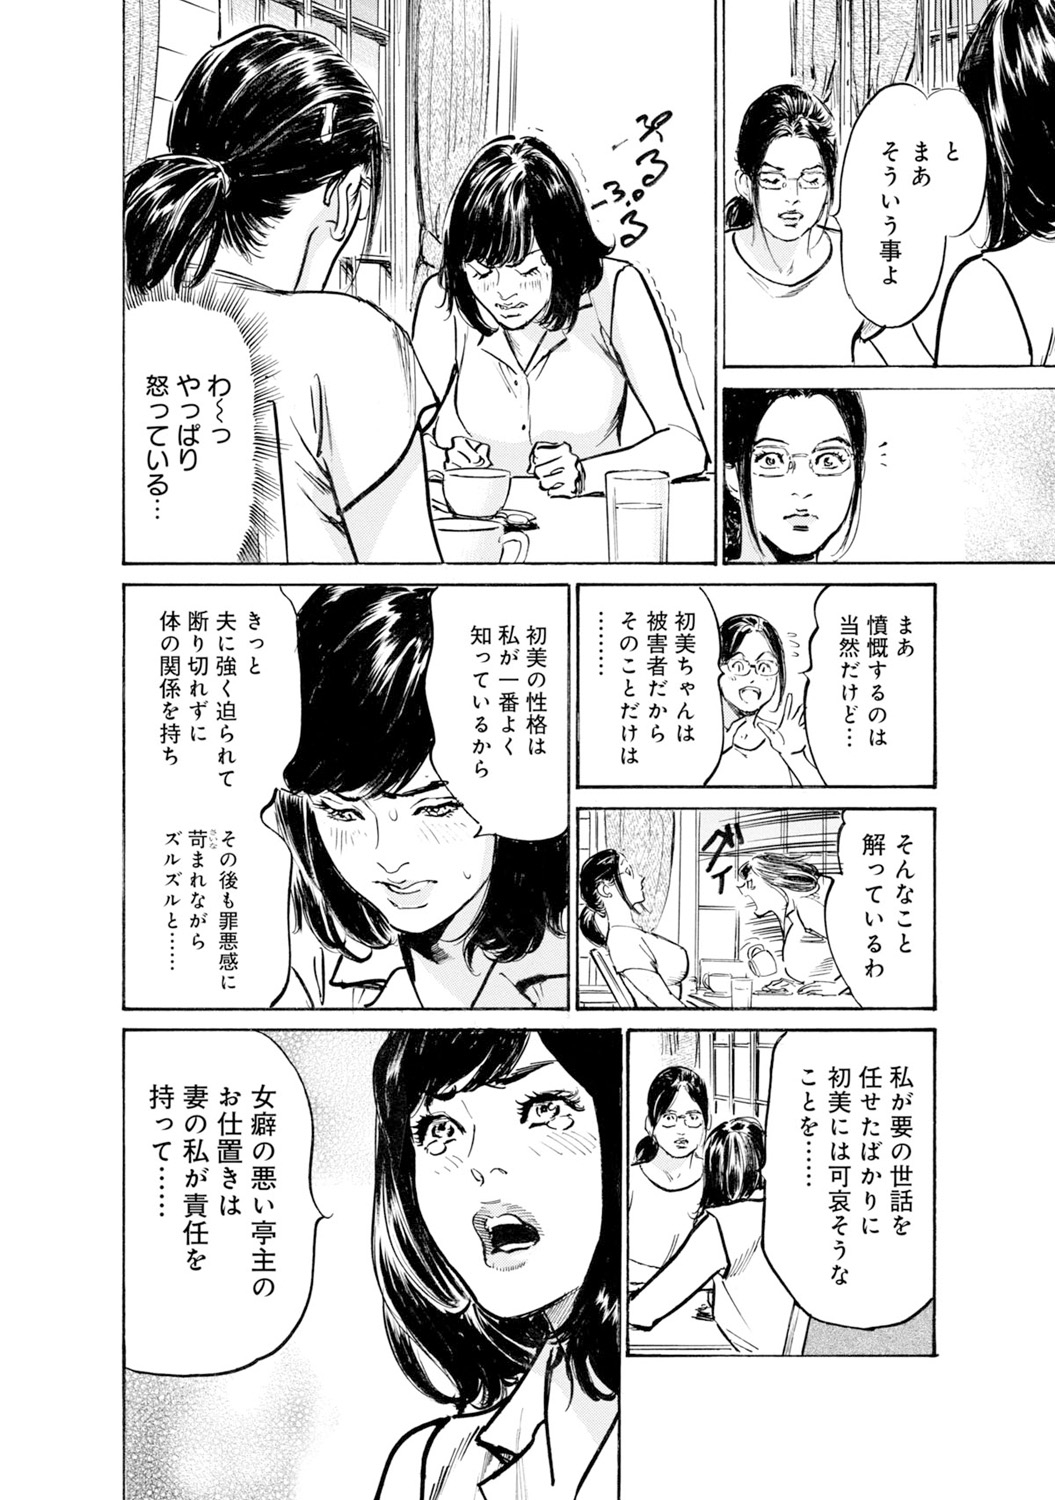 と
まあ
そういう事よ
ぷるぷるる
わ〜っ
やっぱり
怒っている…
まあ
憤慨するのは
当然だけど…
初美ちゃんは
被害者だから
そのことだけは
………
そんなこと
解っているわ
ズイ
初美の性格は
私が一番よく
知っているから
きっと
夫に強く迫られて
断り切れずに
体の関係を持ち
その後も罪悪感に
苛まれながら
さいな
ズルズルと……
私が要の世話を
任せたばかりに
初美には可哀そうな
ことを……
女癖の悪い亭主の
お仕置きは
妻の私が責任を
持って……